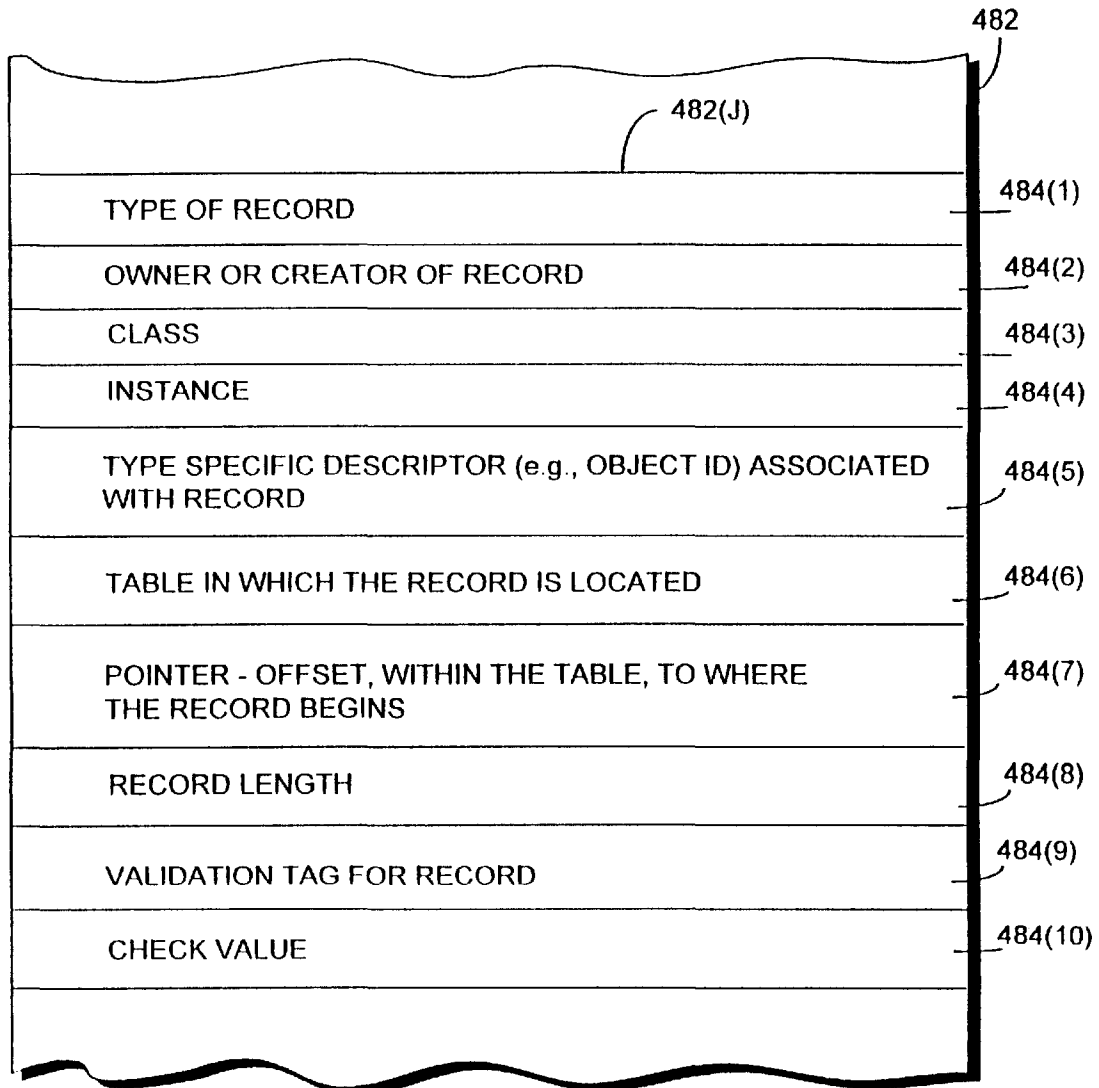 482
482(J)
TYPE OF RECORD
484(1)
OWNER OR CREATOR OF RECORD
484(2)
CLASS
484(3)
INSTANCE
484(4)
TYPE SPECIFIC DESCRIPTOR (e.g., OBJECT ID) ASSOCIATED
WITH RECORD
484(5)
TABLE IN WHICH THE RECORD IS LOCATED
484(6)
POINTER - OFFSET, WITHIN THE TABLE, TO WHERE
THE RECORD BEGINS
484(7)
RECORD LENGTH
484(8)
VALIDATION TAG FOR RECORD
484(9)
CHECK VALUE
484(10)